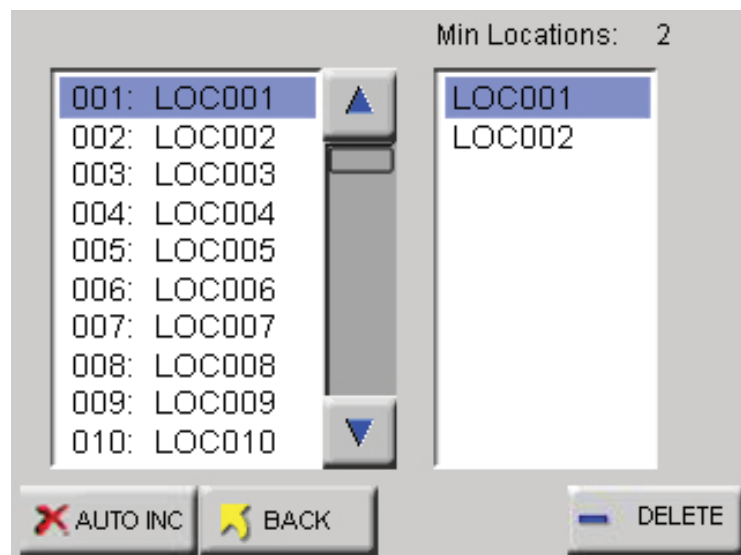 Min Locations: 2
001: LOC001
002: LOC002
003: LOC003
004: LOC004
005: LOC005
006: LOC006
007: LOC007
008: LOC008
009: LOC009
010: LOC010
LOC001
LOC002
AUTO INC
BACK
DELETE